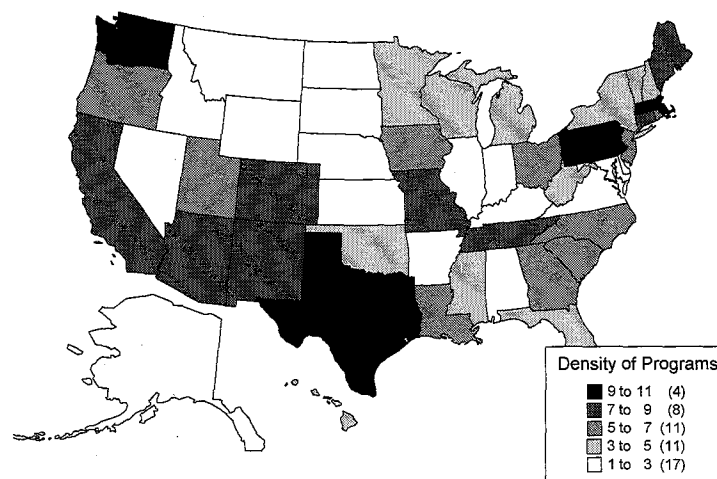 Density of Programs
9 to 11 (4)
7 to 9 (8)
5 to 7 (11)
3 to 5 (11)
1 to 3 (17)